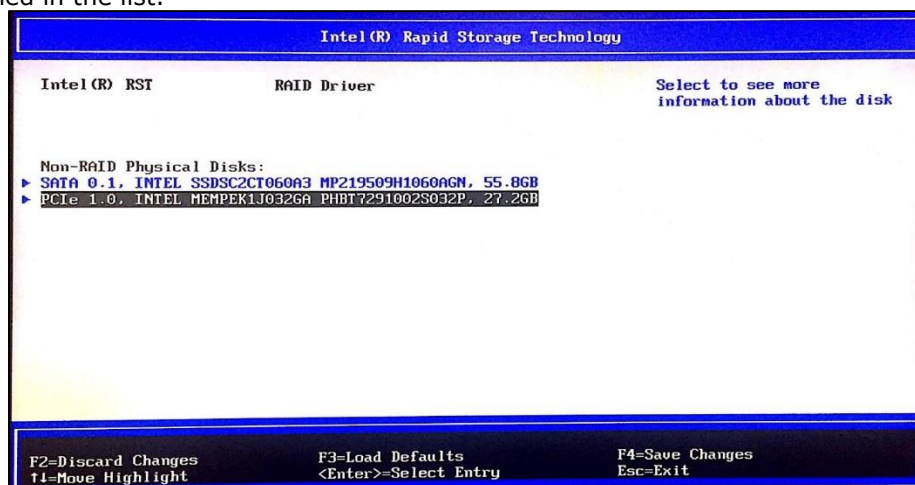 ed in the list.
Intel(R) Rapid Storage Technology
Intel(R) RST RAID Driver
Select to see more
information about the disk
Non-RAID Physical Disks:
SATA 0.1, INTEL SSDSC2CT060A3 MP219509H1060AGN, 55.8GB
PCIe 1.0, INTEL MEMPEK1J032GA PHBT7291002S032P, 27.2GB
F2=Discard Changes F3=Load Defaults F4=Save Changes
↑↓=Move Highlight <Enter>=Select Entry Esc=Exit